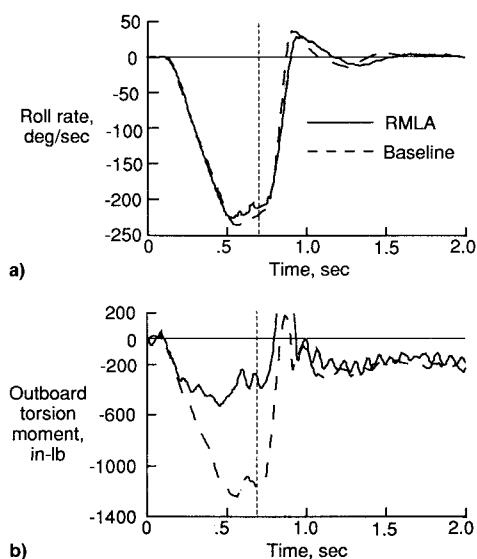 50
0
-50
Roll rate,
deg/sec
-100
-150
-200
-250
RMLA
Baseline
0
.5
1.0
1.5
2.0
a)
Time, sec
200
0
-200
Outboard
torsion
moment,
in-lb
-600
-1000
-1400
0
.5
1.0
1.5
2.0
b)
Time, sec